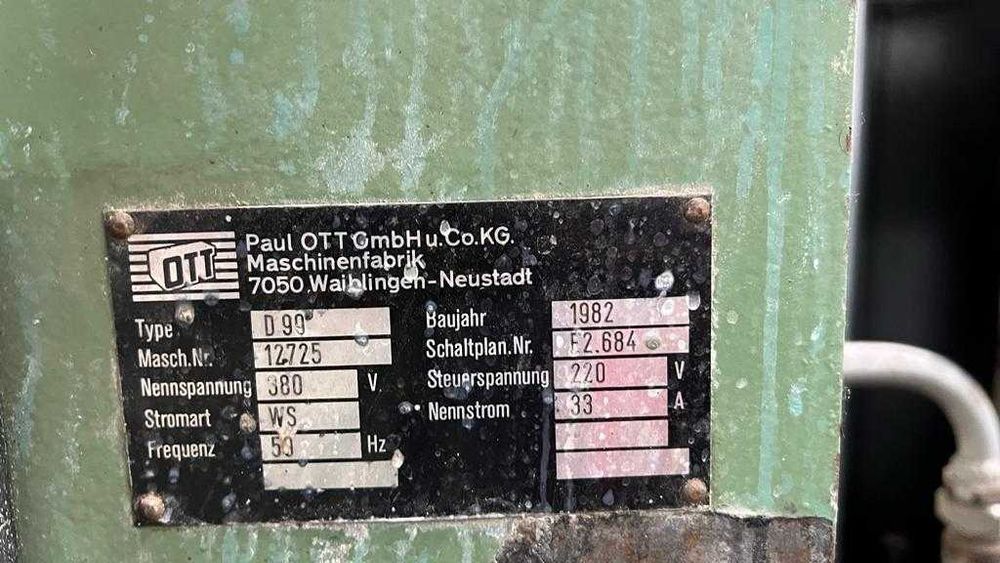 OTT
Paul OTT GmbH u. Co. KG.
Maschinenfabrik
7050 Waiblingen-Neustadt
Type D 99
Masch.Nr. 12725
Nennspannung 380 V
Stromart WS
Frequenz 50 Hz
Baujahr 1982
Schaltplan.Nr. E2.684
Steuerspannung 220 V
Nennstrom 33 A